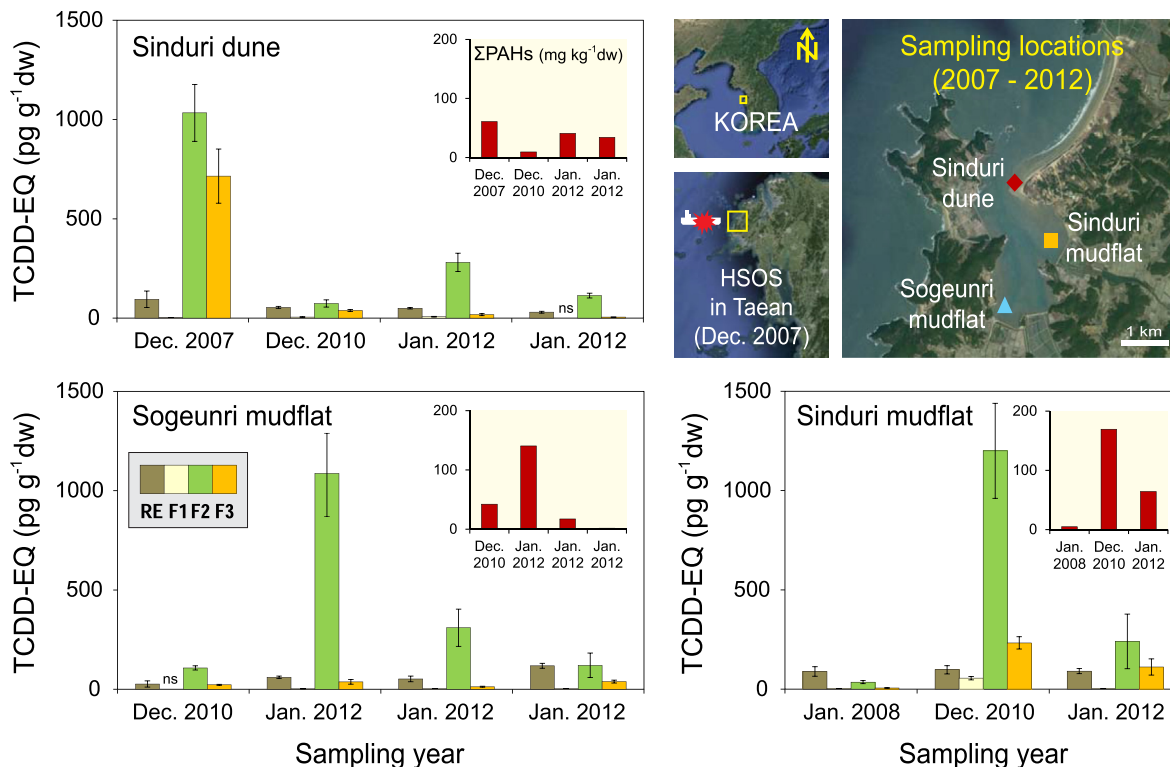 Sinduri dune
TCDD-EQ (pg g⁻¹dw)
1500
1000
500
0
Dec. 2007
Dec. 2010
Jan. 2012
Jan. 2012
ns
ΣPAHs (mg kg⁻¹dw)
200
100
0
Dec.
2007
Dec.
2010
Jan.
2012
Jan.
2012
N
KOREA
HSOS
in Taean
(Dec. 2007)
Sampling locations
(2007 - 2012)
Sinduri
dune
Sinduri
mudflat
Sogeunri
mudflat
1 km
Sogeunri mudflat
TCDD-EQ (pg g⁻¹dw)
1500
1000
500
0
RE F1 F2 F3
ns
Dec. 2010
Jan. 2012
Jan. 2012
Jan. 2012
Sampling year
200
100
0
Dec.
2010
Jan.
2012
Jan.
2012
Jan.
2012
Sinduri mudflat
TCDD-EQ (pg g⁻¹dw)
1500
1000
500
0
Jan. 2008
Dec. 2010
Jan. 2012
Sampling year
200
100
0
Jan.
2008
Dec.
2010
Jan.
2012